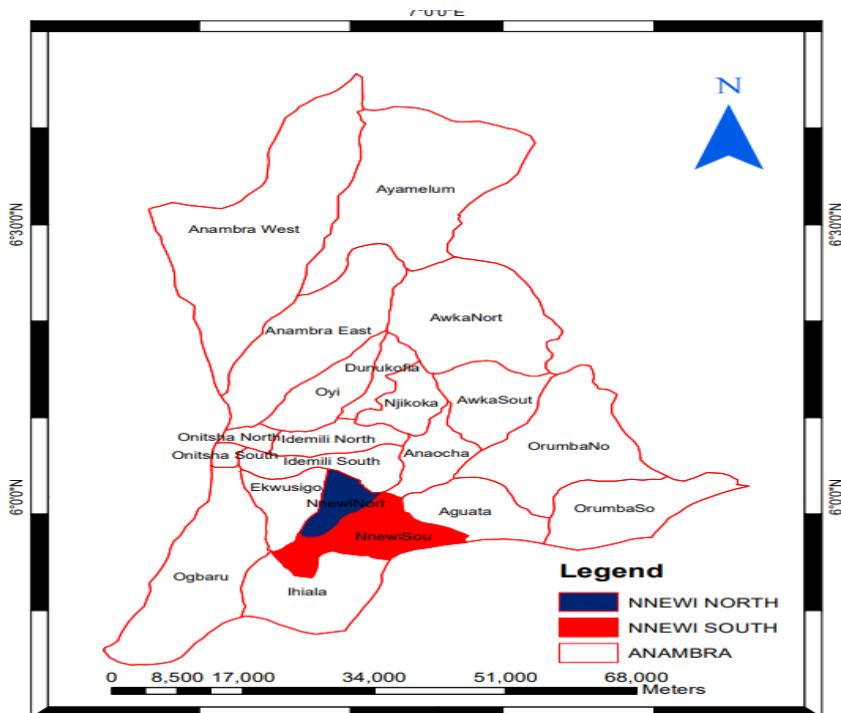 7°0'0"E
N
Ayamelum
6°30'0"N
6°30'0"N
Anambra West
AwkaNort
Anambra East
Dunukofia
Oyi
Njikoka
AwkaSout
Onitsha North
Idemili North
OrumbaNo
Anaocha
Onitsha South
Idemili South
Ekwusigo
6°0'0"N
6°0'0"N
NnewiNort
Aguata
OrumbaSo
NnewiSou
Ogbaru
Ihiala
Legend
NNEWI NORTH
NNEWI SOUTH
ANAMBRA
0 8,500 17,000 34,000 51,000 68,000
Meters